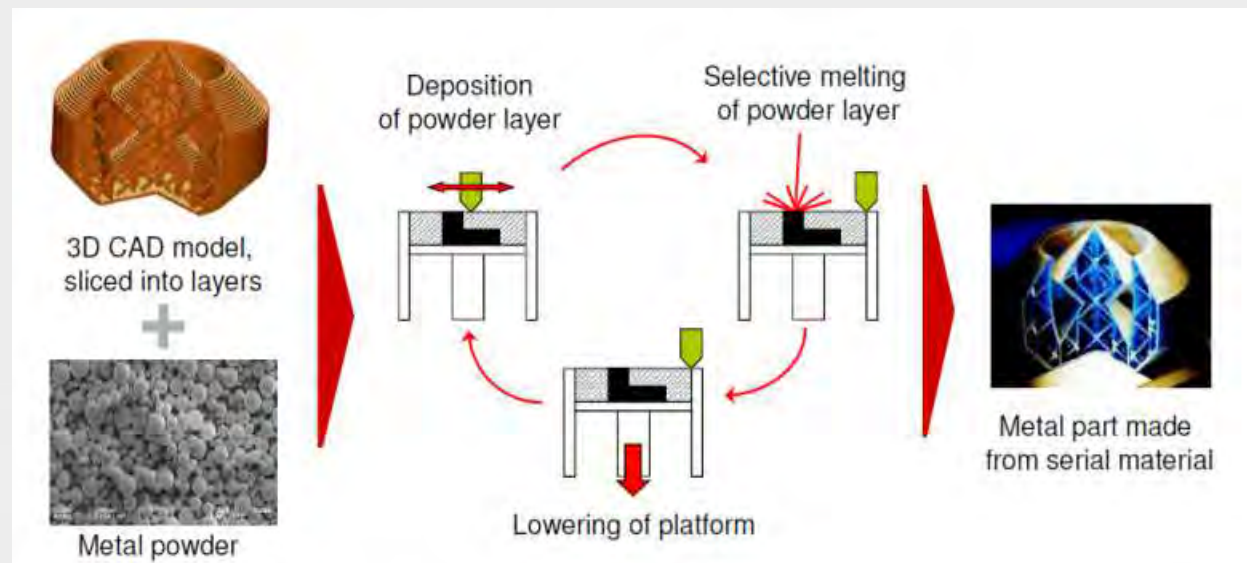 3D CAD model,
sliced into layers
Metal powder
Deposition
of powder layer
Selective melting
of powder layer
Lowering of platform
Metal part made
from serial material